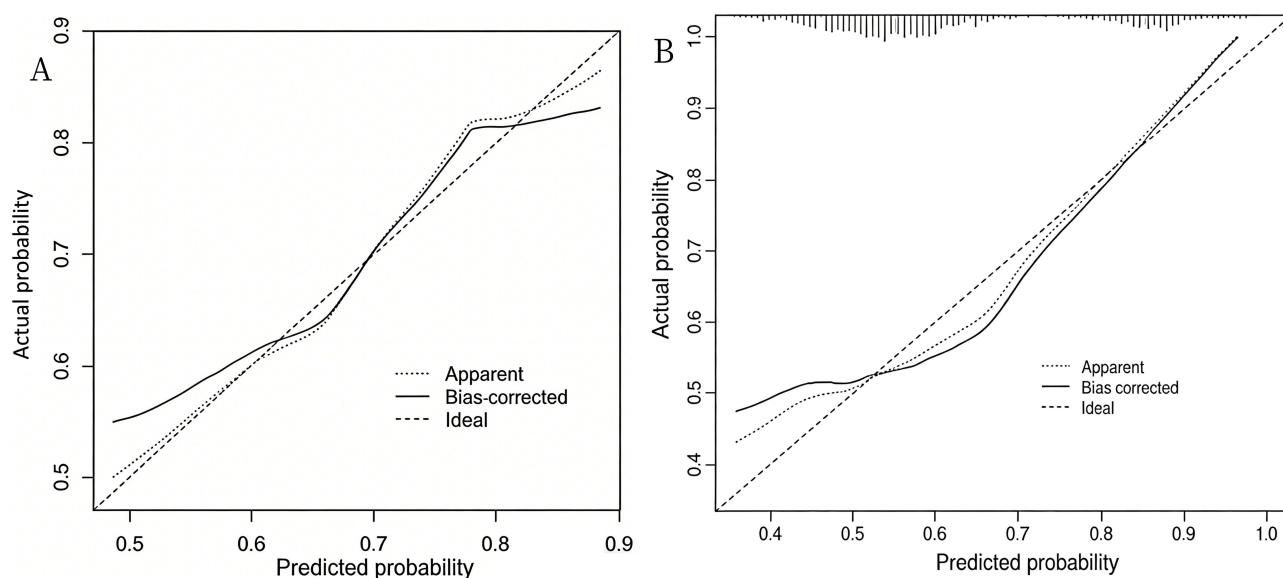 A
Actual probability
0.9
0.8
0.7
0.6
0.5
Apparent
Bias-corrected
Ideal
0.5 0.6 0.7 0.8 0.9
Predicted probability
B
Actual probability
1.0
0.9
0.8
0.7
0.6
0.5
0.4
Apparent
Bias corrected
Ideal
0.4 0.5 0.6 0.7 0.8 0.9 1.0
Predicted probability